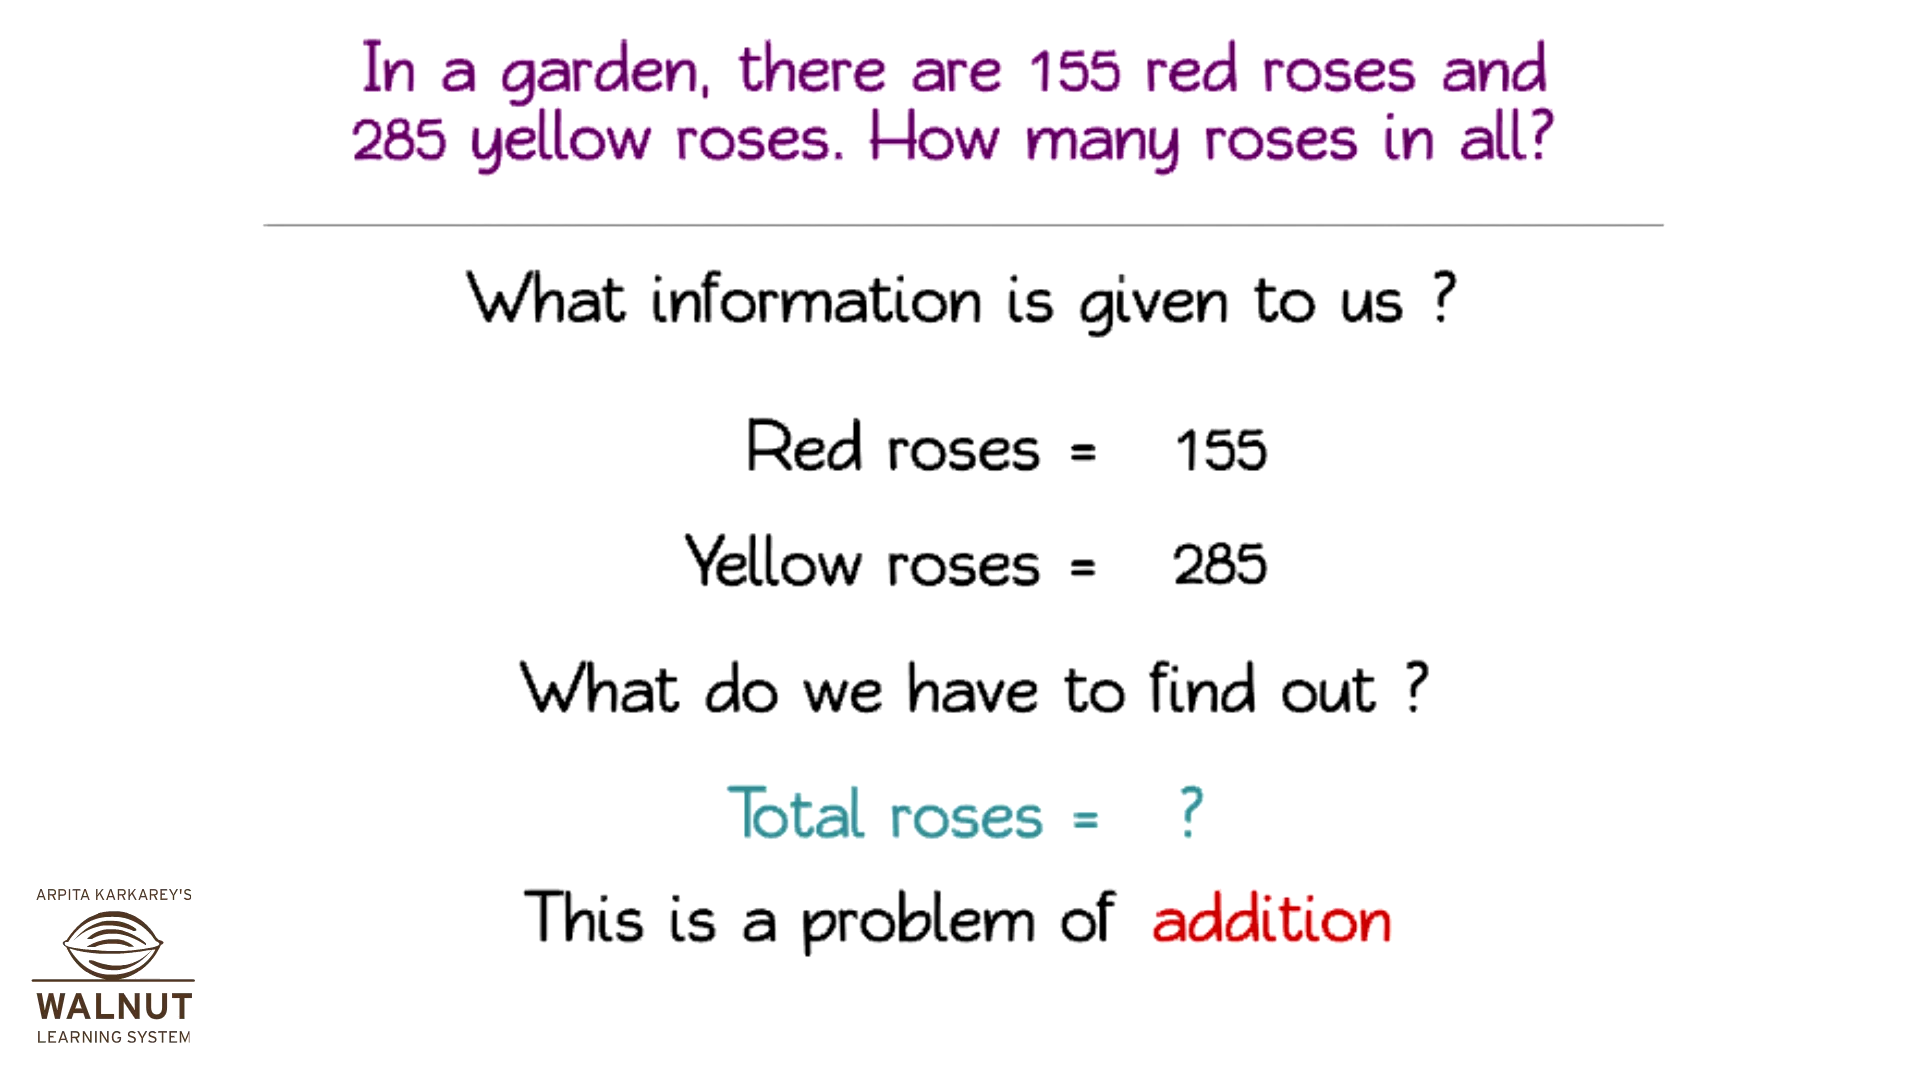 In a garden, there are 155 red roses and
285 yellow roses. How many roses in all?
What information is given to us ?
Red roses = 155
Yellow roses = 285
What do we have to find out ?
Total roses = ?
This is a problem of addition
ARPITA KARKAREY'S
WALNUT
LEARNING SYSTEM